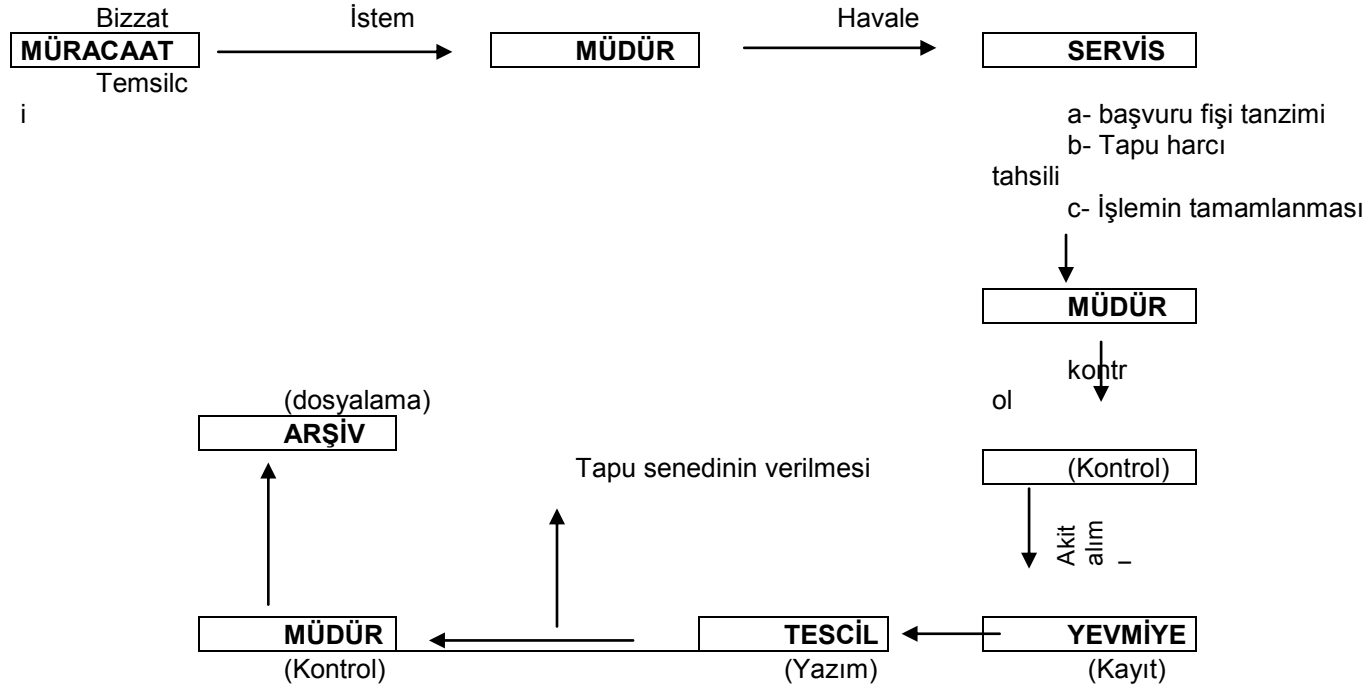 Bizzat İstem Havale
MÜRACAAT MÜDÜR SERVİS
Temsilc
i
a- başvuru fişi tanzimi
b- Tapu harcı
tahsili
c- İşlemin tamamlanması
MÜDÜR
kontr
ol
(dosyalama)
ARŞİV
Tapu senedinin verilmesi
(Kontrol)
Akit
alım
ı
MÜDÜR TESCİL YEVMİYE
(Kontrol) (Yazım) (Kayıt)